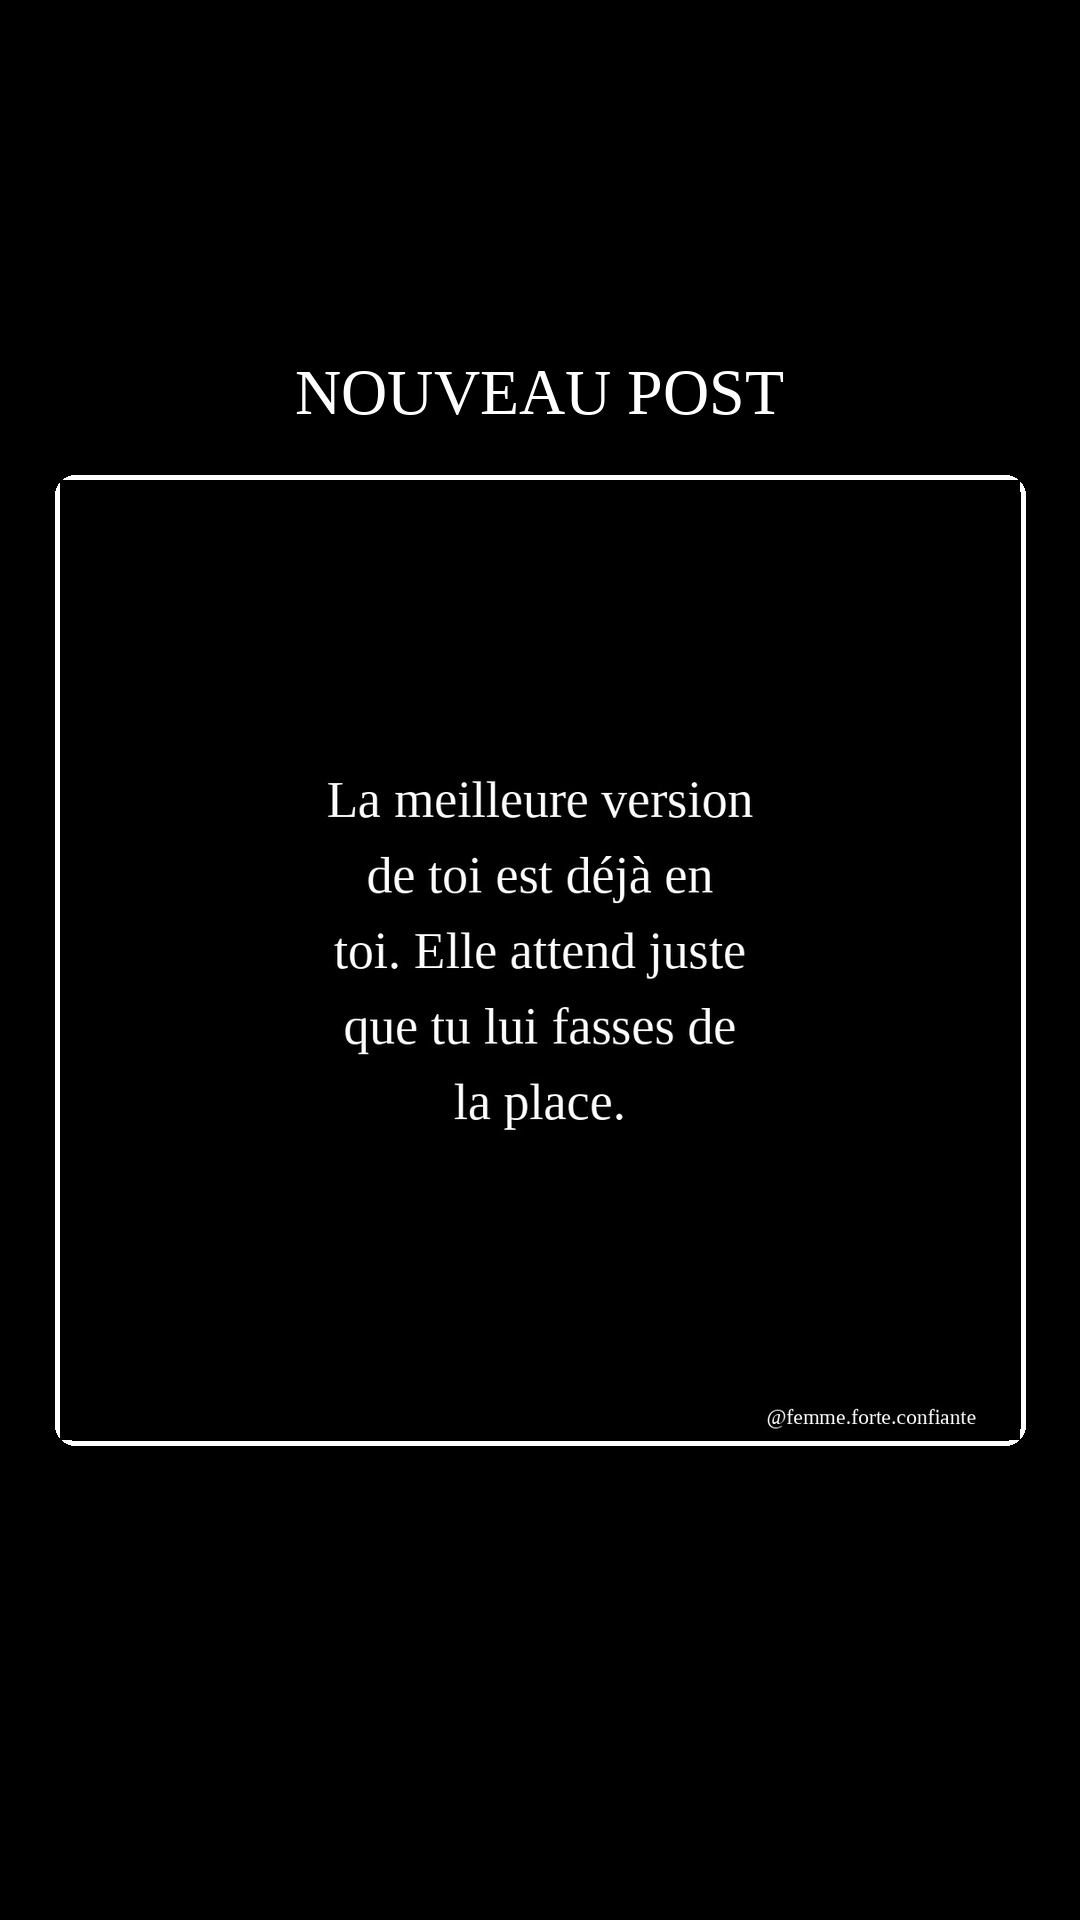 NOUVEAU POST
La meilleure version
de toi est déjà en
toi. Elle attend juste
que tu lui fasses de
la place.
@femme.forte.confiante